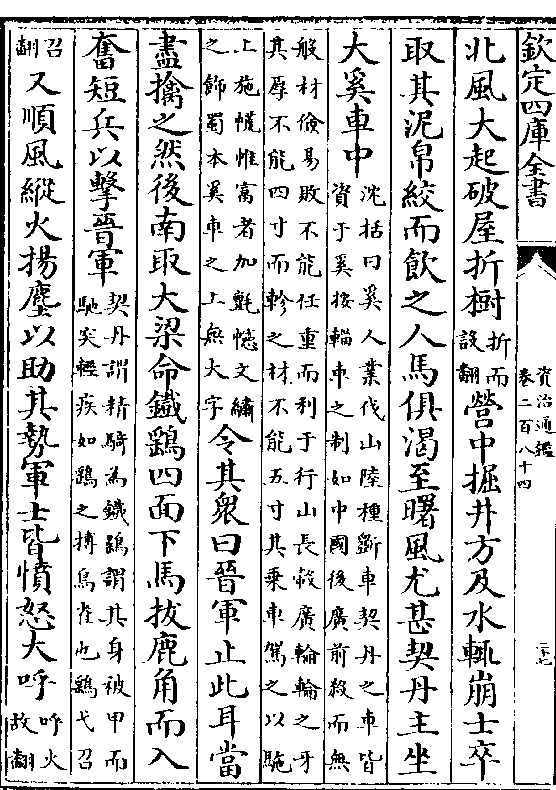 欽定四庫全書
資治通鑑
卷二百八十四
二十七
北風大起破屋折樹折而設翻營中掘井方及水輒崩士卒
取其泥帛絞而飲之人馬俱渴至曙風尤甚契丹主坐
大奚車中
沈括曰奚人業伐山陸種斲車契丹之車皆
資于奚按輜車之制如中國後廣前殺而無
般材儉易敗不能任重而利于行山長轂廣輪輪之牙
其厚不能四寸而軫之材不能五寸其乗車駕之以駞
上施幰惟富者加氊幰文繡
之飾蜀本奚車之上無大字
令其衆曰晉軍止此耳當
盡擒之然後南取大梁命鐵鷂四面下馬拔鹿角而入
奮短兵以擊晉軍
契丹謂精騎為鐵鷂謂其身被甲而
馳突輕疾如鷂之搏鳥雀也鷂弋召
召翻又順風縱火揚塵以助其勢軍士皆憤怒大呼呼火故翻